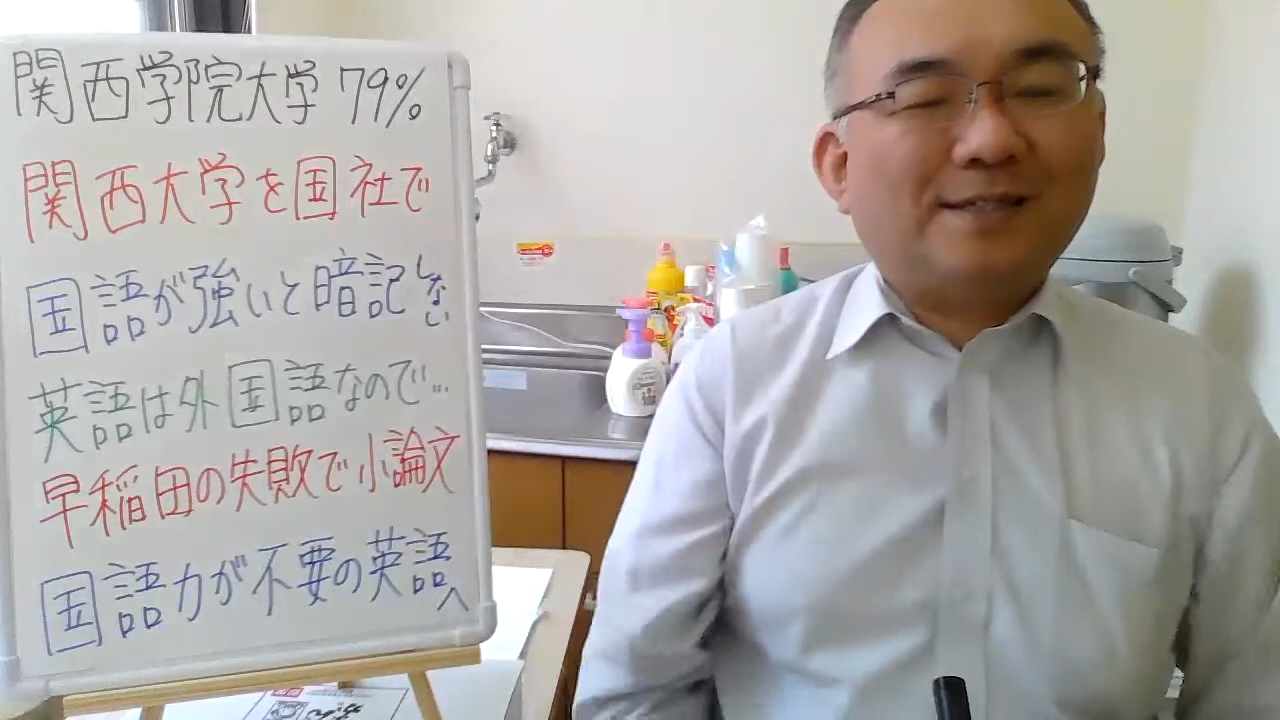 関西学院大学 79%
関西大学を国社で
国語が強いと暗記しない
英語は外国語なので…
早稲田の失敗で小論文
国語力が不要の英語へ